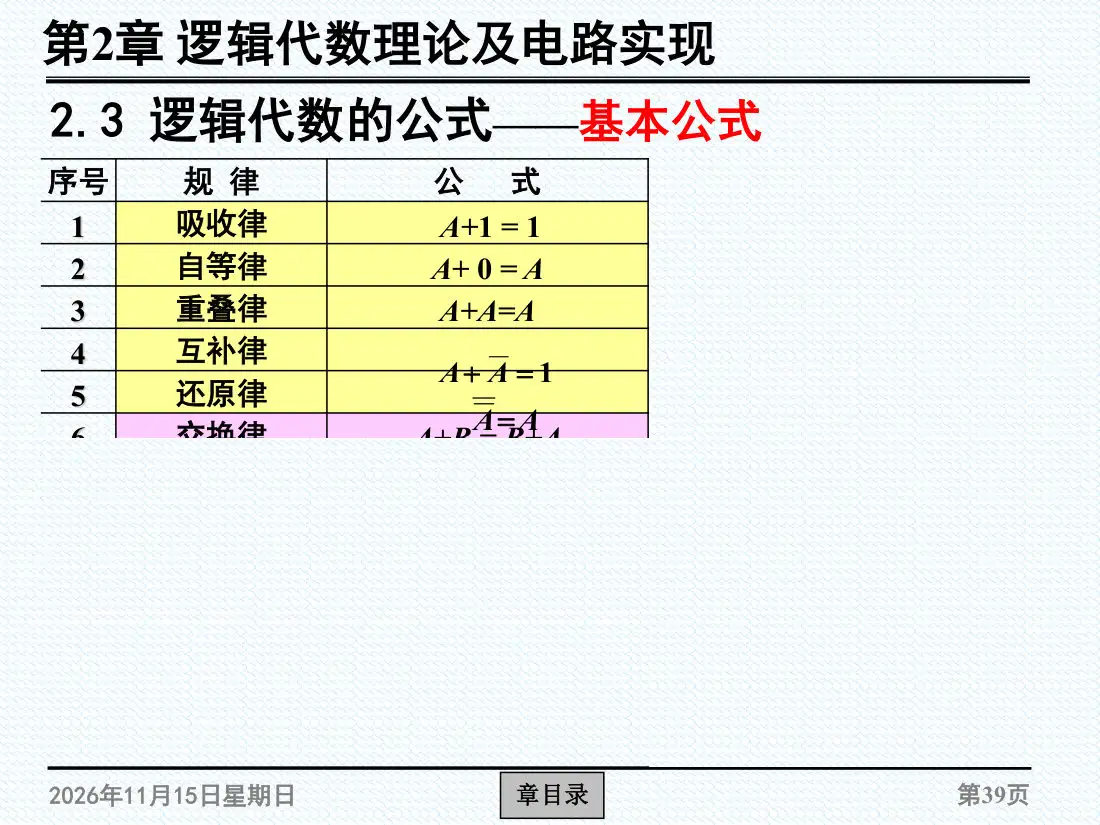 第2章 逻辑代数理论及电路实现
2.3 逻辑代数的公式——基本公式
序号 规 律 公 式
1 吸收律 A+1 = 1
2 自等律 A+ 0 = A
3 重叠律 A+A=A
4 互补律 A+ A̅ = 1
5 还原律 A̿ = A
6 交换律 A+B = B+A
2026年11月15日星期日 章目录 第39页